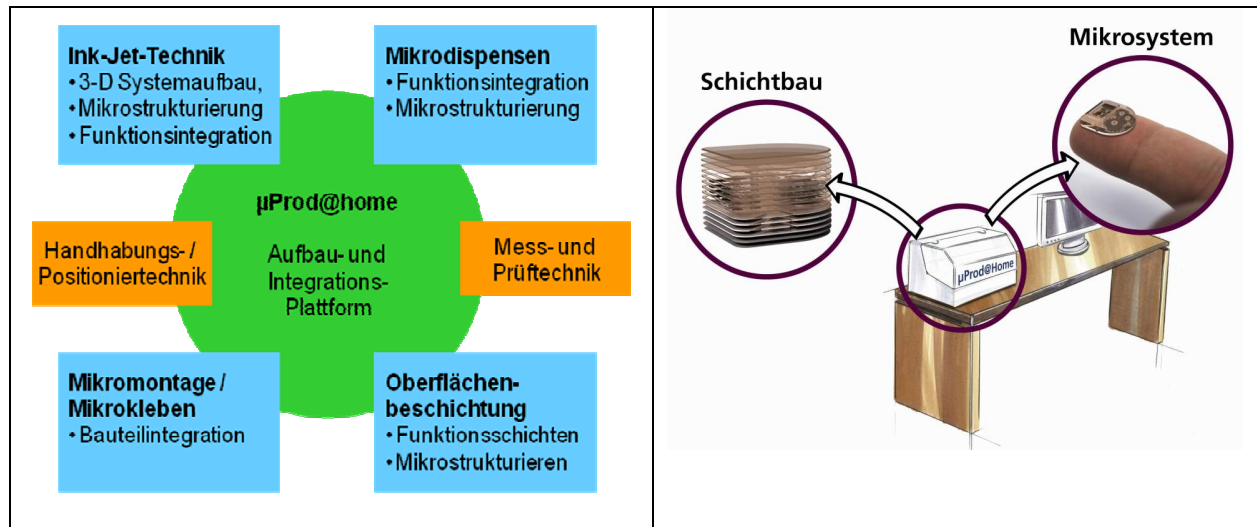 Ink-Jet-Technik
• 3-D Systemaufbau,
• Mikrostrukturierung
• Funktionsintegration
Mikrodispensen
• Funktionsintegration
• Mikrostrukturierung
µProd@home
Aufbau- und
Integrations-
Plattform
Handhabungs- /
Positioniertechnik
Mess- und
Prüftechnik
Mikromontage /
Mikrokleben
• Bauteilintegration
Oberflächen-
beschichtung
• Funktionsschichten
• Mikrostrukturieren
Mikrosystem
Schichtbau
µProd@Home